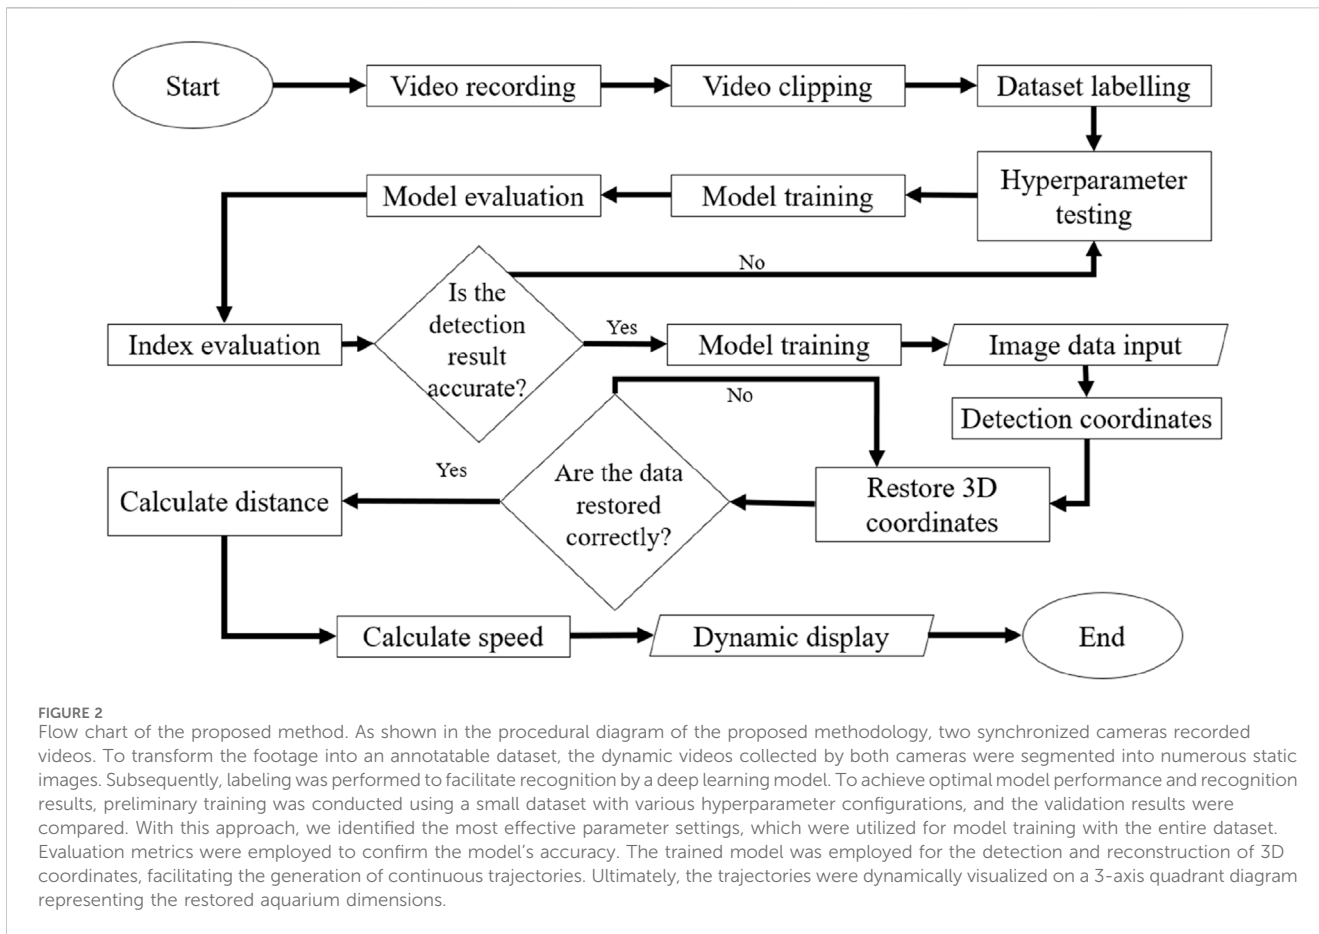 Start
Video recording
Video clipping
Dataset labelling
Hyperparameter
testing
Model training
Model evaluation
No
Index evaluation
Is the
detection
result
accurate?
Yes
Model training
Image data input
Detection coordinates
No
Restore 3D
coordinates
Are the data
restored
correctly?
Yes
Calculate distance
Calculate speed
Dynamic display
End
FIGURE 2
Flow chart of the proposed method. As shown in the procedural diagram of the proposed methodology, two synchronized cameras recorded
videos. To transform the footage into an annotatable dataset, the dynamic videos collected by both cameras were segmented into numerous static
images. Subsequently, labeling was performed to facilitate recognition by a deep learning model. To achieve optimal model performance and recognition
results, preliminary training was conducted using a small dataset with various hyperparameter configurations, and the validation results were
compared. With this approach, we identified the most effective parameter settings, which were utilized for model training with the entire dataset.
Evaluation metrics were employed to confirm the model's accuracy. The trained model was employed for the detection and reconstruction of 3D
coordinates, facilitating the generation of continuous trajectories. Ultimately, the trajectories were dynamically visualized on a 3-axis quadrant diagram
representing the restored aquarium dimensions.